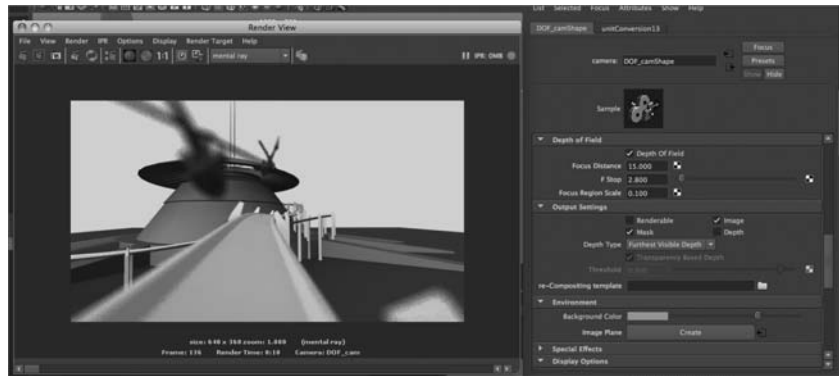 List Selected Focus Attributes Show Help
Render View
File View Render IPR Options Display Render Target Help
1:1 mental ray IPR: 0MB
size: 640 x 360 zoom: 1.000 (mental ray)
Frame: 136 Render Time: 0:10 Camera: DOF_cam
DOF_camShape unitConversion13
camera: DOF_camShape
Focus
Presets
Show Hide
Sample
Depth of Field
Depth Of Field
Focus Distance 15.000
F Stop 2.800
Focus Region Scale 0.100
Output Settings
Renderable Image
Mask Depth
Depth Type Furthest Visible Depth
Transparency Based Depth
Threshold
re-Compositing template
Environment
Background Color
Image Plane Create
Special Effects
Display Options